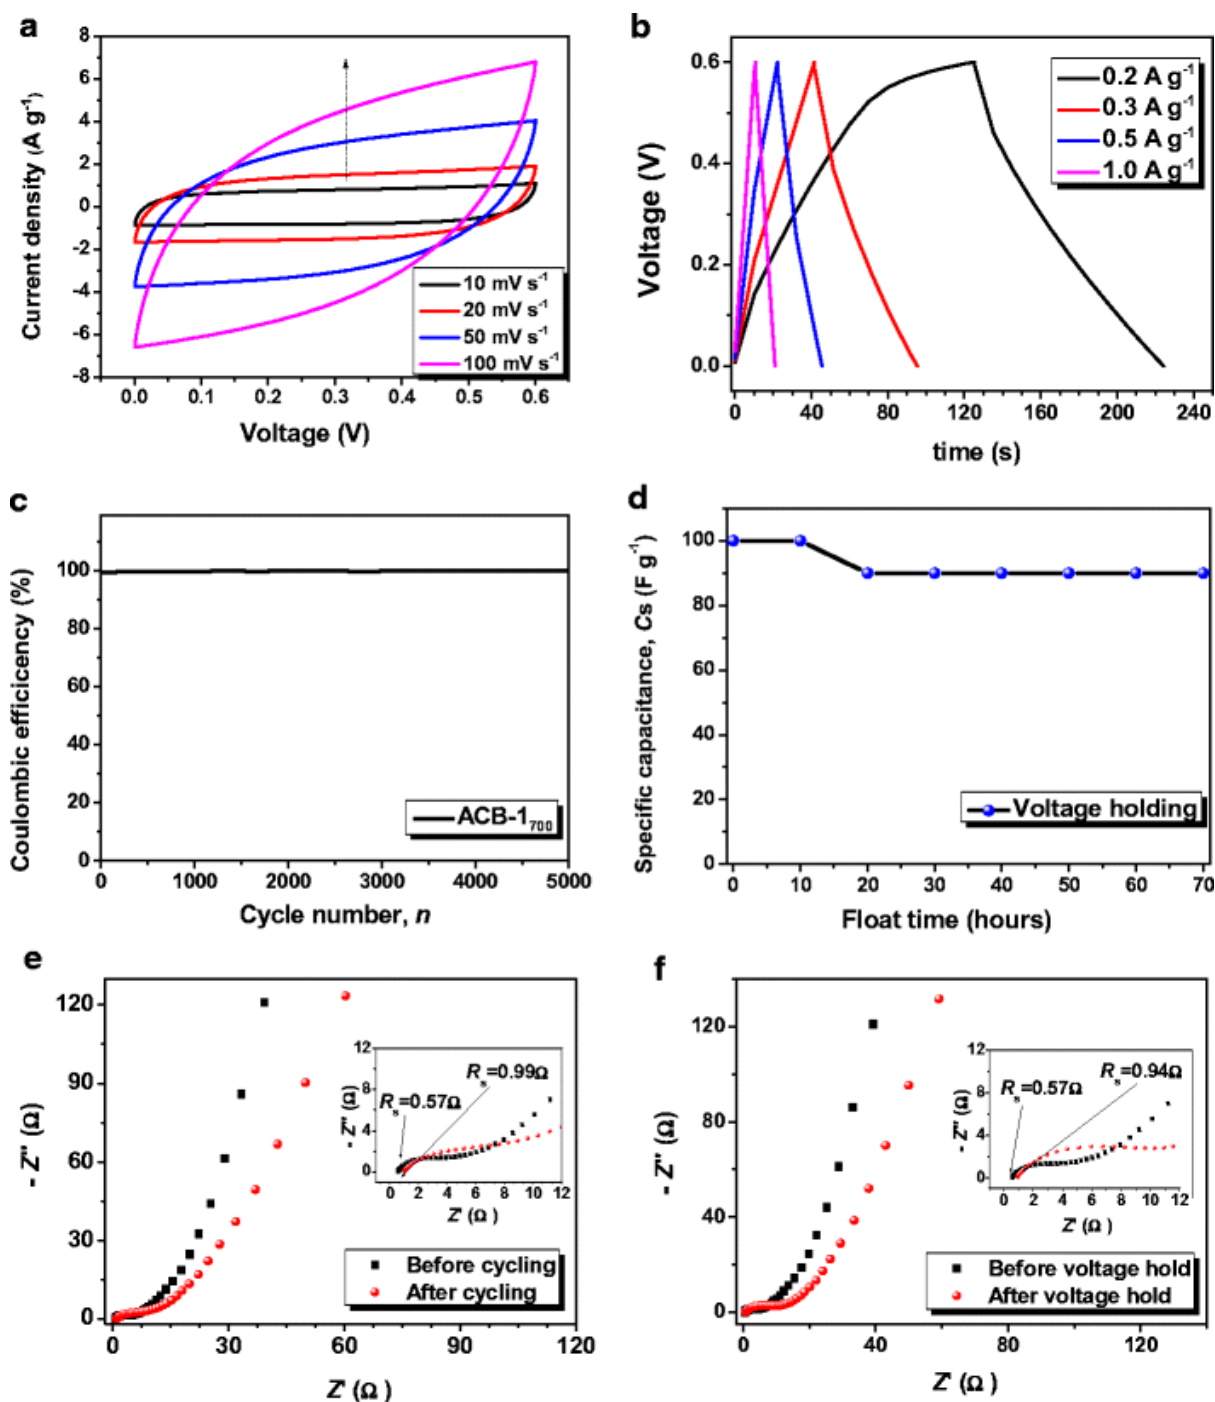 a
Current density (A g-1)
8
6
4
2
0
-2
-4
-6
-8
10 mV s-1
20 mV s-1
50 mV s-1
100 mV s-1
0.0 0.1 0.2 0.3 0.4 0.5 0.6
Voltage (V)
b
Voltage (V)
0.6
0.4
0.2
0.0
0.2 A g-1
0.3 A g-1
0.5 A g-1
1.0 A g-1
0 40 80 120 160 200 240
time (s)
c
Coulombic efficicency (%)
100
80
60
40
20
0
ACB-1700
0 1000 2000 3000 4000 5000
Cycle number, n
d
Specific capacitance, Cs (F g-1)
100
80
60
40
20
0
Voltage holding
0 10 20 30 40 50 60 70
Float time (hours)
e
- Z'' (Ω)
120
90
60
30
0
12
8
4
0
- Z'' (Ω)
Rs=0.99Ω
Rs=0.57Ω
0 2 4 6 8 10 12
Z' (Ω )
Before cycling
After cycling
0 30 60 90 120
Z' (Ω )
f
- Z'' (Ω)
120
80
40
0
12
8
4
0
- Z'' (Ω)
Rs=0.94Ω
Rs=0.57Ω
0 2 4 6 8 10 12
Z' (Ω )
Before voltage hold
After voltage hold
0 40 80 120
Z' (Ω )